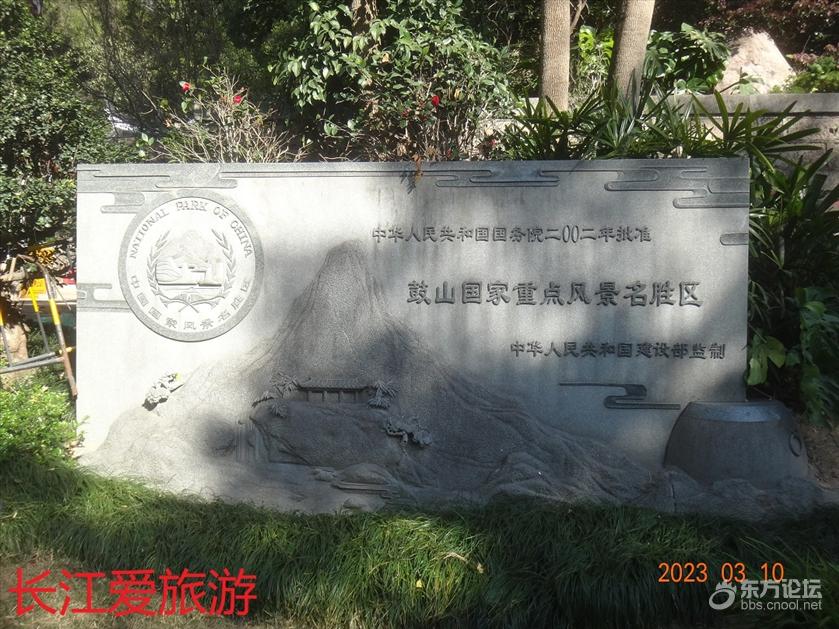 NATIONAL PARK OF CHINA
中国国家风景名胜区
中华人民共和国国务院二00二年批准
鼓山国家重点风景名胜区
中华人民共和国建设部监制
长江爱旅游
2023 03 10
东方论坛
bbs.cnool.net